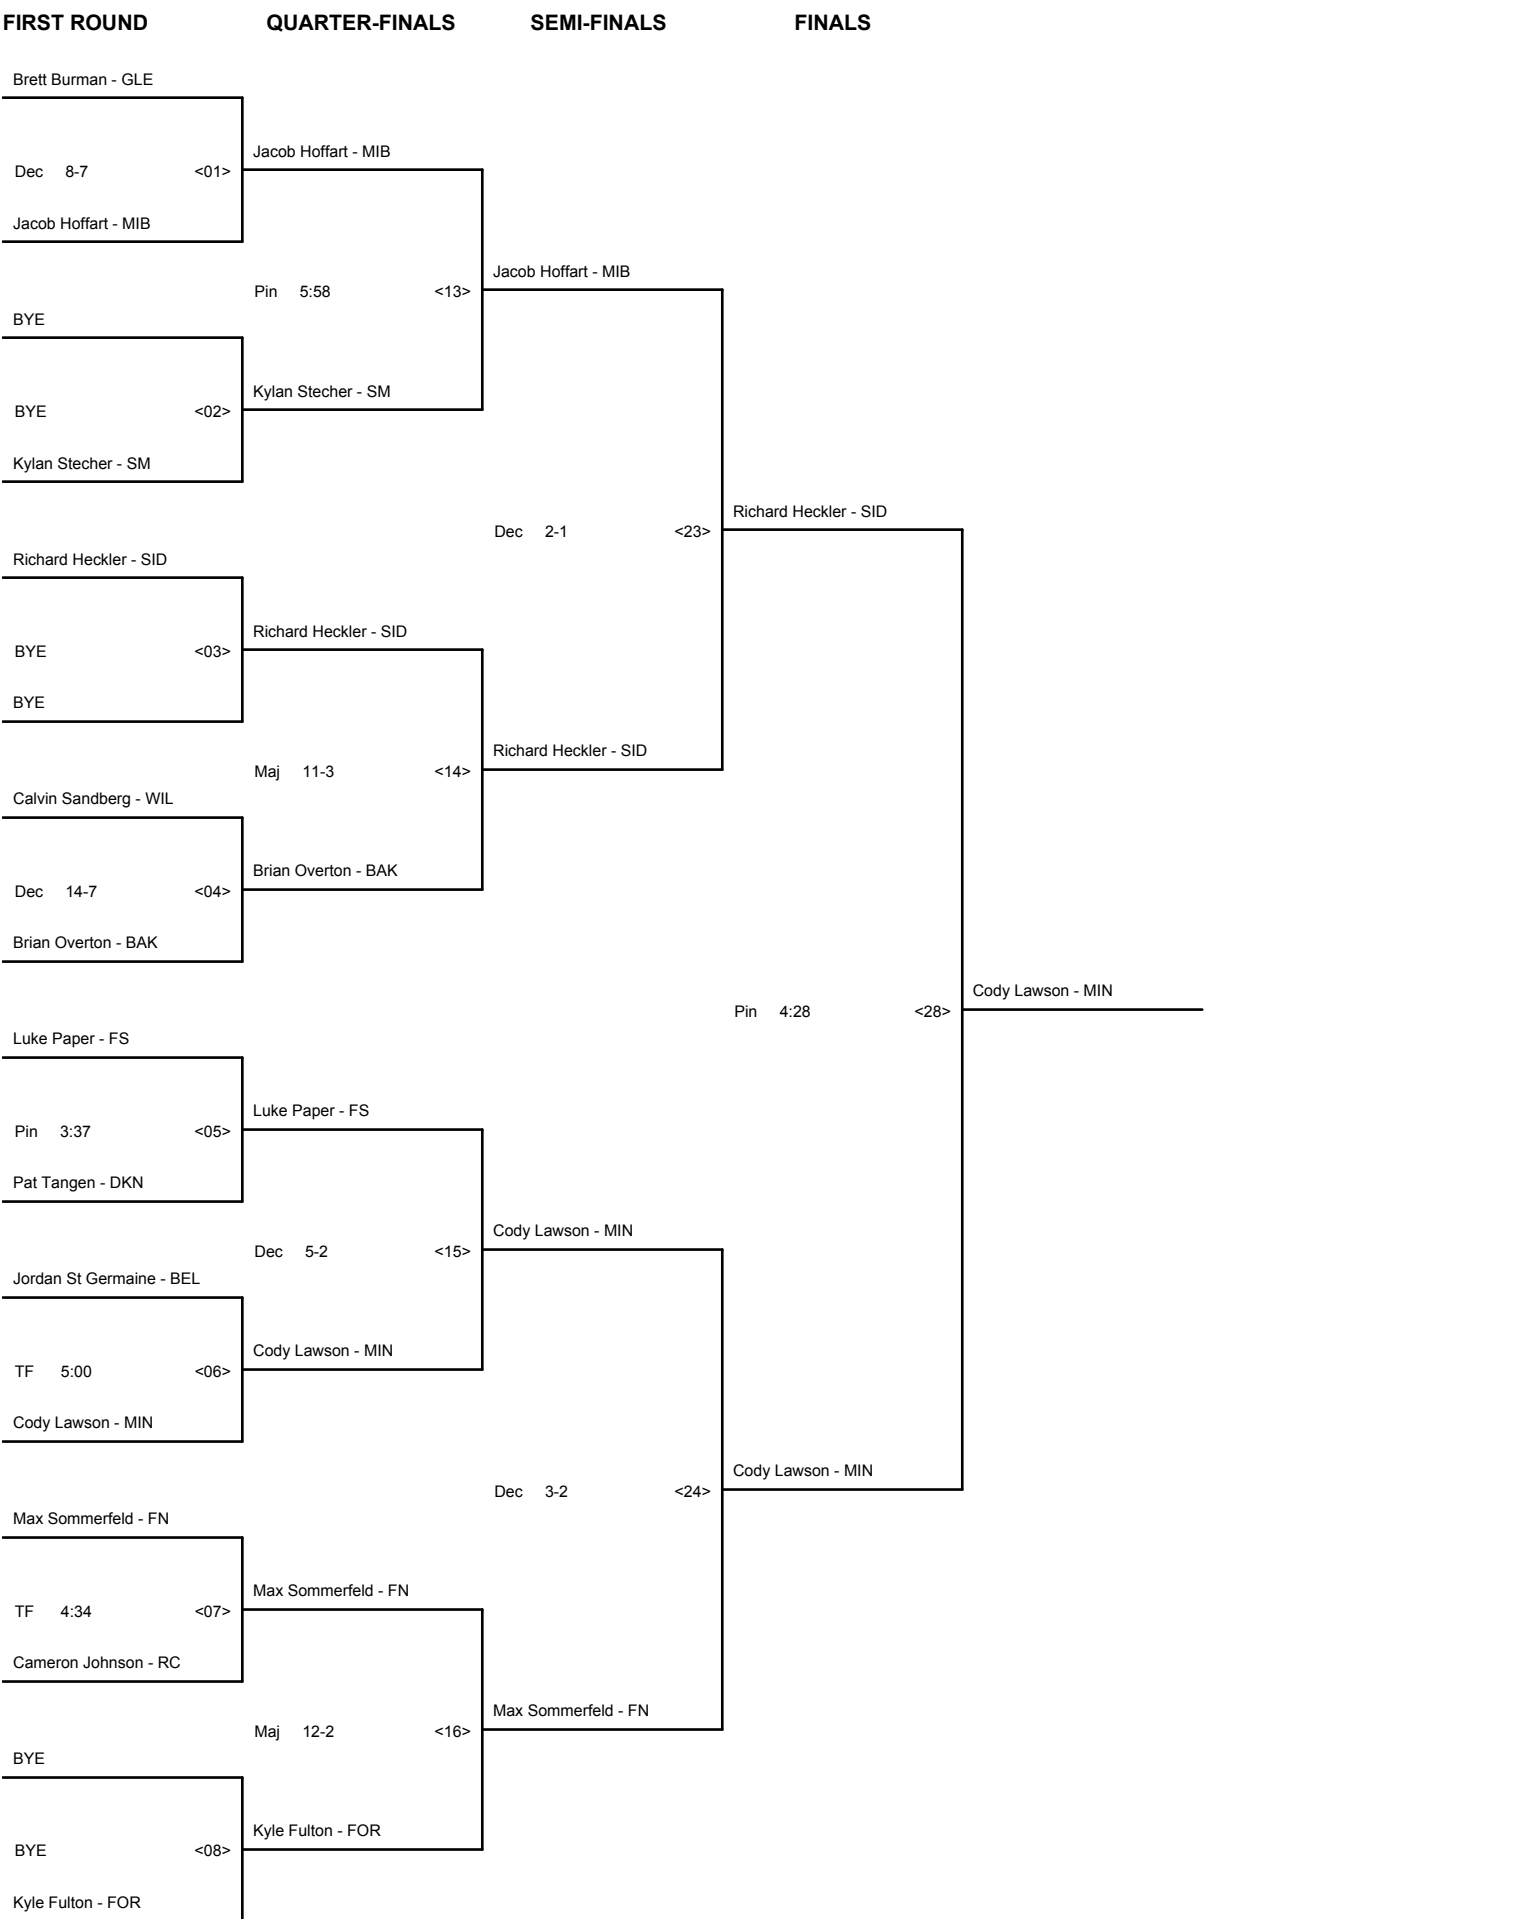 FIRST ROUND QUARTER-FINALS SEMI-FINALS FINALS
Brett Burman - GLE
Jacob Hoffart - MIB
Dec 8-7 <01>
Jacob Hoffart - MIB
Jacob Hoffart - MIB
Pin 5:58 <13>
BYE
Kylan Stecher - SM
BYE <02>
Kylan Stecher - SM
Richard Heckler - SID
Dec 2-1 <23>
Richard Heckler - SID
Richard Heckler - SID
BYE <03>
BYE
Richard Heckler - SID
Maj 11-3 <14>
Calvin Sandberg - WIL
Brian Overton - BAK
Dec 14-7 <04>
Brian Overton - BAK
Cody Lawson - MIN
Pin 4:28 <28>
Luke Paper - FS
Luke Paper - FS
Pin 3:37 <05>
Pat Tangen - DKN
Cody Lawson - MIN
Dec 5-2 <15>
Jordan St Germaine - BEL
Cody Lawson - MIN
TF 5:00 <06>
Cody Lawson - MIN
Cody Lawson - MIN
Dec 3-2 <24>
Max Sommerfeld - FN
Max Sommerfeld - FN
TF 4:34 <07>
Cameron Johnson - RC
Max Sommerfeld - FN
Maj 12-2 <16>
BYE
Kyle Fulton - FOR
BYE <08>
Kyle Fulton - FOR